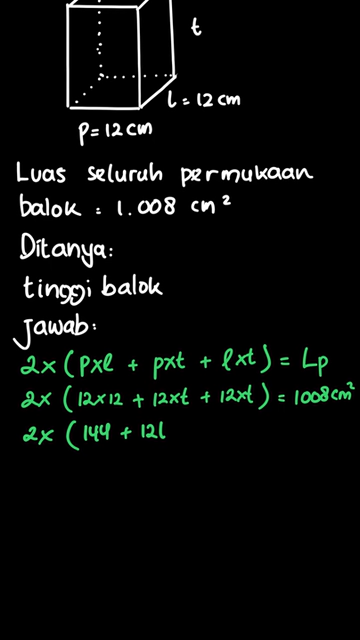 t
l = 12 cm
p = 12 cm
Luas seluruh permukaan
balok = 1.008 cm²
Ditanya:
tinggi balok
Jawab:
2x (pxl + pxt + lxt) = Lp
2x (12x12 + 12xt + 12xt) = 1008 cm²
2x (144 + 12l